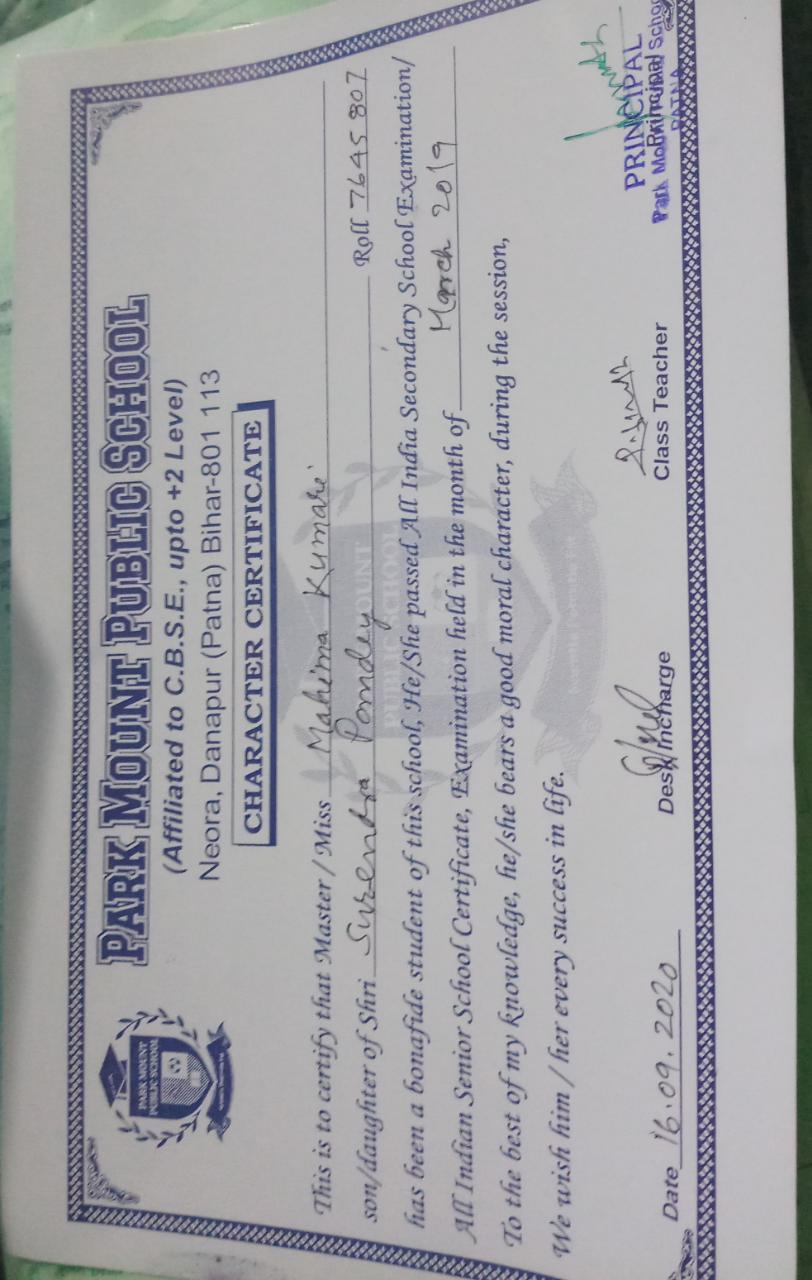 PARK MOUNT PUBLIC SCHOOL
PARK MOUNT
PUBLIC SCHOOL
(Affiliated to C.B.S.E., upto +2 Level)
Neora, Danapur (Patna) Bihar-801 113
CHARACTER CERTIFICATE
This is to certify that Master / Miss Mahima Kumari
son/daughter of Shri Surendra Pandey Roll 7645807
has been a bonafide student of this school, He/She passed All India Secondary School Examination/
All Indian Senior School Certificate, Examination held in the month of March 2019
To the best of my knowledge, he/she bears a good moral character, during the session,
We wish him / her every success in life.
Date 16.09.2020
Desk Incharge
Class Teacher
Principal
PRINCIPAL
Park Mount Public School
PATNA